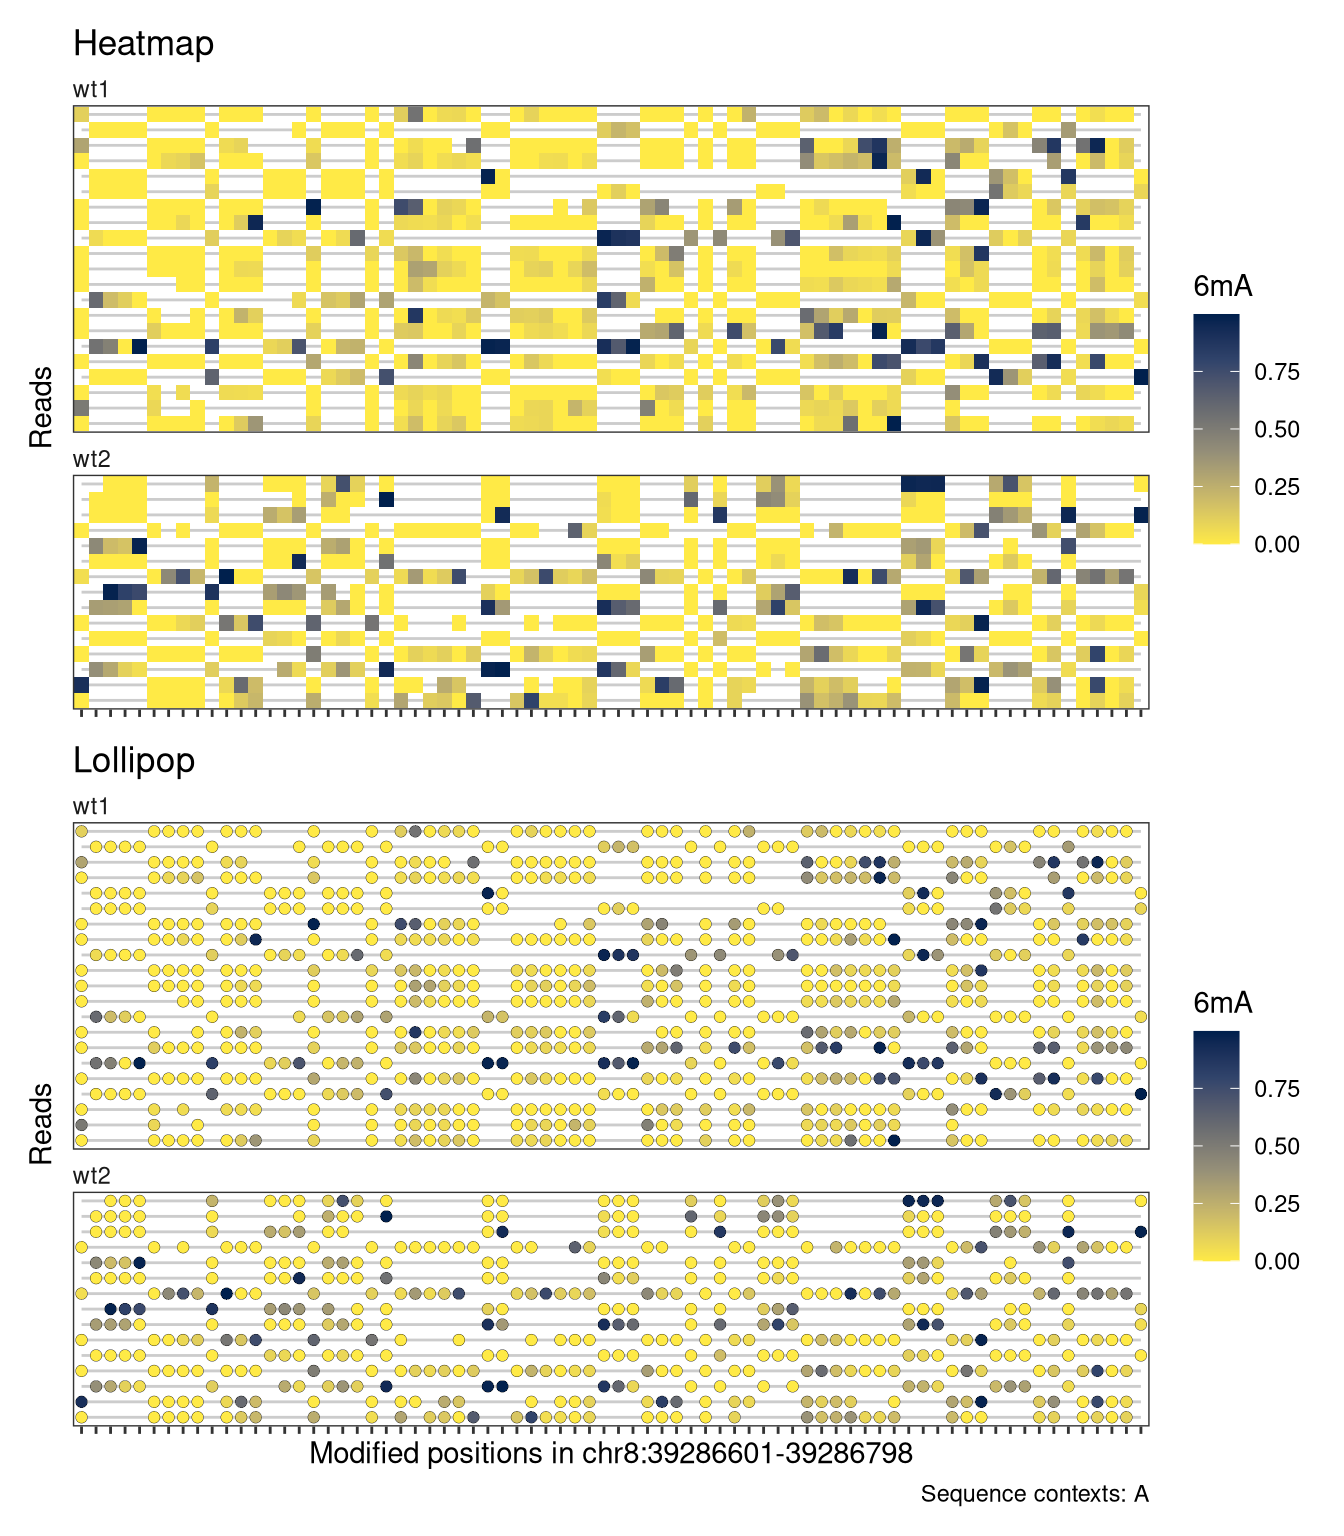 Heatmap
wt1
wt2
Reads
6mA
0.75
0.50
0.25
0.00
Lollipop
wt1
wt2
Reads
6mA
0.75
0.50
0.25
0.00
Modified positions in chr8:39286601-39286798
Sequence contexts: A